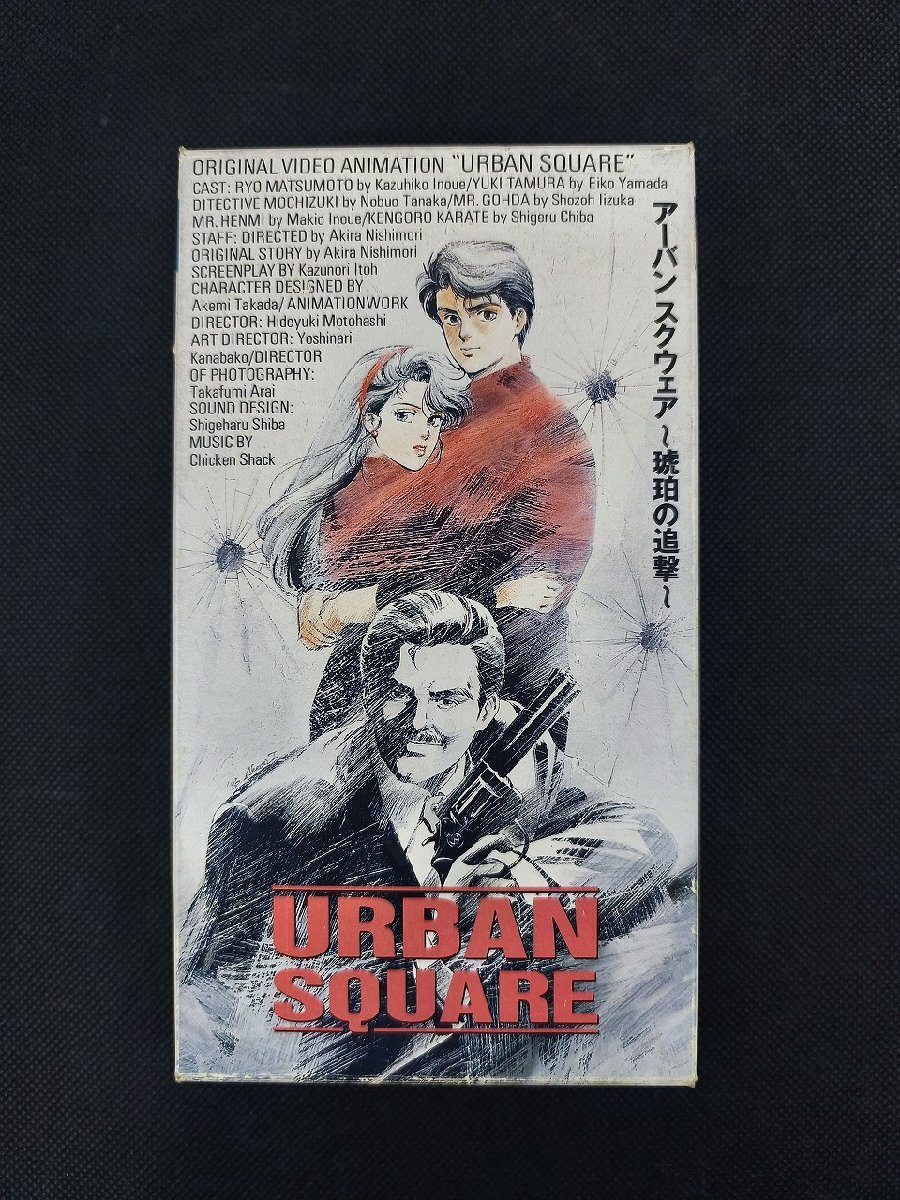 ORIGINAL VIDEO ANIMATION "URBAN SQUARE"
CAST: RYO MATSUMOTO by Kazuhiko Inoue/YUKI TAMURA by Eiko Yamada
DITECTIVE MOCHIZUKI by Nobuo Tanaka/MR. GOHDA by Shozoh Iizuka
MR. HENMI by Makio Inoue/KENGORO KARATE by Shigeru Chiba
STAFF: DIRECTED by Akira Nishimori
ORIGINAL STORY by Akira Nishimori
SCREENPLAY BY Kazunori Itoh
CHARACTER DESIGNED BY
Akemi Takada/ANIMATIONWORK
DIRECTOR: Hideyuki Motohashi
ART DIRECTOR: Yoshinari
Kanabako/DIRECTOR
OF PHOTOGRAPHY:
Takafumi Arai
SOUND DESIGN:
Shigeharu Shiba
MUSIC BY
Chicken Shack
アーバンスクウェア〜琥珀の追撃〜
URBAN
SQUARE